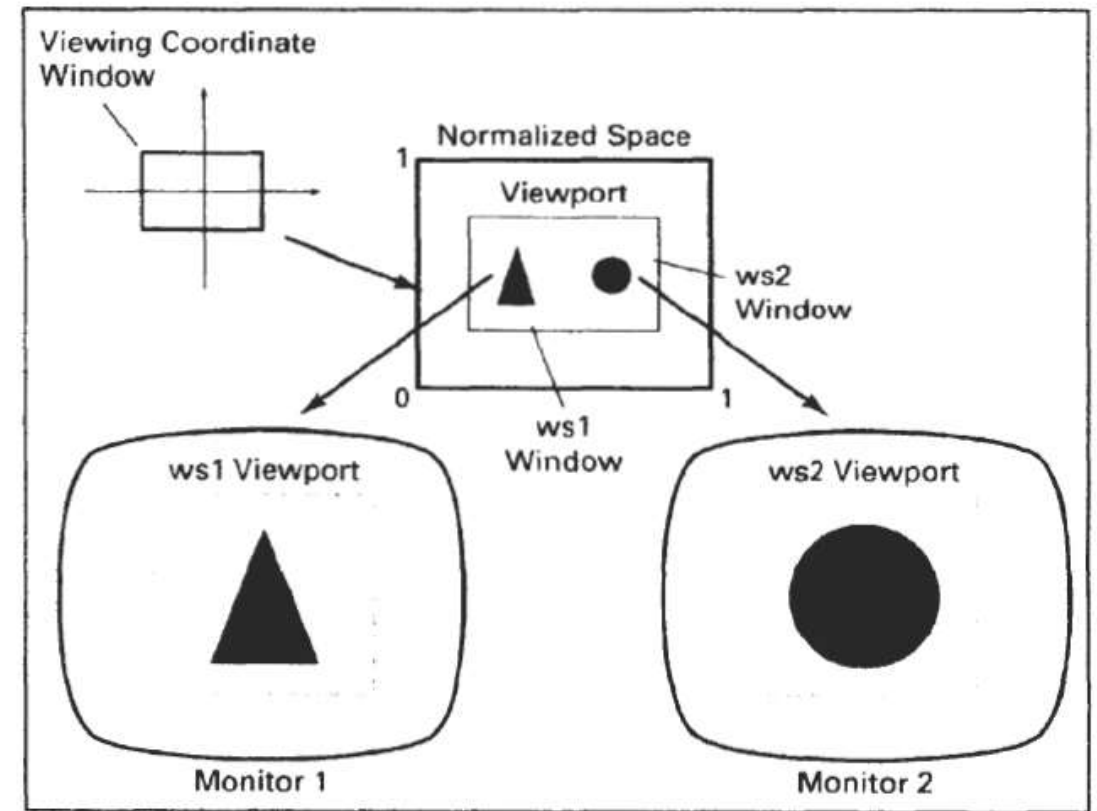 Viewing Coordinate
Window
Normalized Space
1
Viewport
ws2
Window
0
1
ws1
Window
ws1 Viewport
ws2 Viewport
Monitor 1
Monitor 2